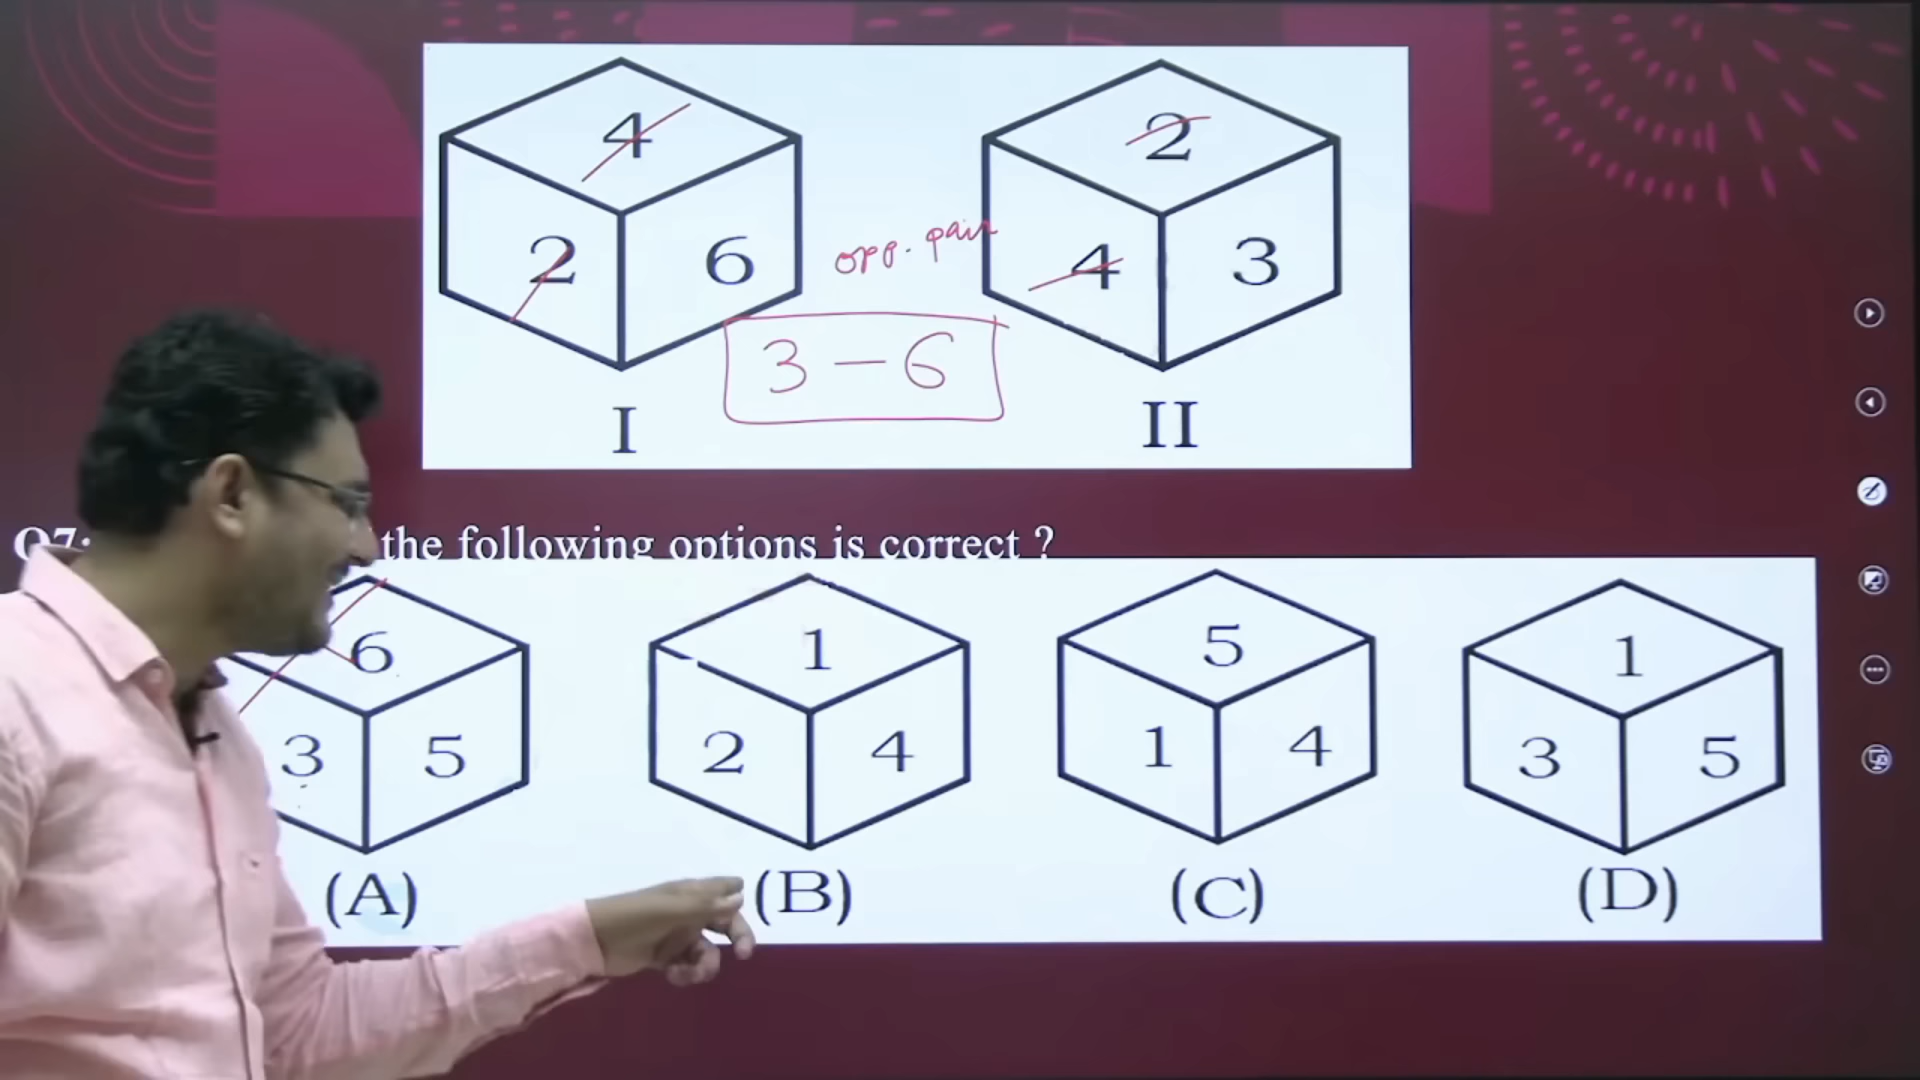 4
2 6
2
4 3
opp. pair
3 – 6
I
II
Q7: the following options is correct ?
6
3 5
(A)
1
2 4
(B)
5
1 4
(C)
1
3 5
(D)